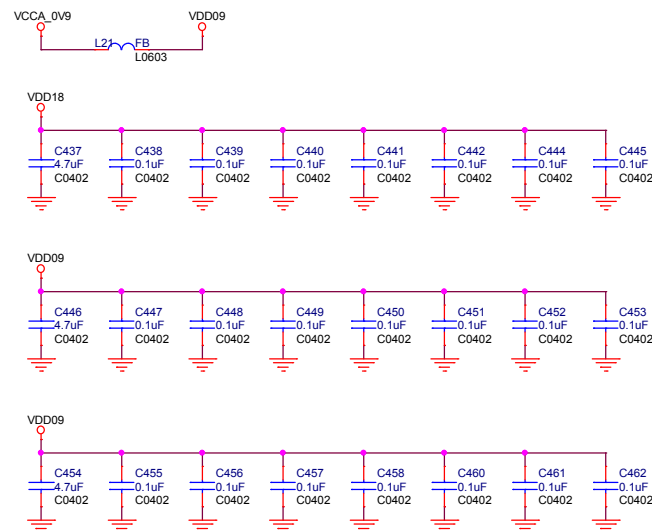 VCCA_0V9 VDD09
L21 FB
L0603
VDD18
C437 C438 C439 C440 C441 C442 C444 C445
4.7uF 0.1uF 0.1uF 0.1uF 0.1uF 0.1uF 0.1uF 0.1uF
C0402 C0402 C0402 C0402 C0402 C0402 C0402 C0402
VDD09
C446 C447 C448 C449 C450 C451 C452 C453
4.7uF 0.1uF 0.1uF 0.1uF 0.1uF 0.1uF 0.1uF 0.1uF
C0402 C0402 C0402 C0402 C0402 C0402 C0402 C0402
VDD09
C454 C455 C456 C457 C458 C460 C461 C462
4.7uF 0.1uF 0.1uF 0.1uF 0.1uF 0.1uF 0.1uF 0.1uF
C0402 C0402 C0402 C0402 C0402 C0402 C0402 C0402